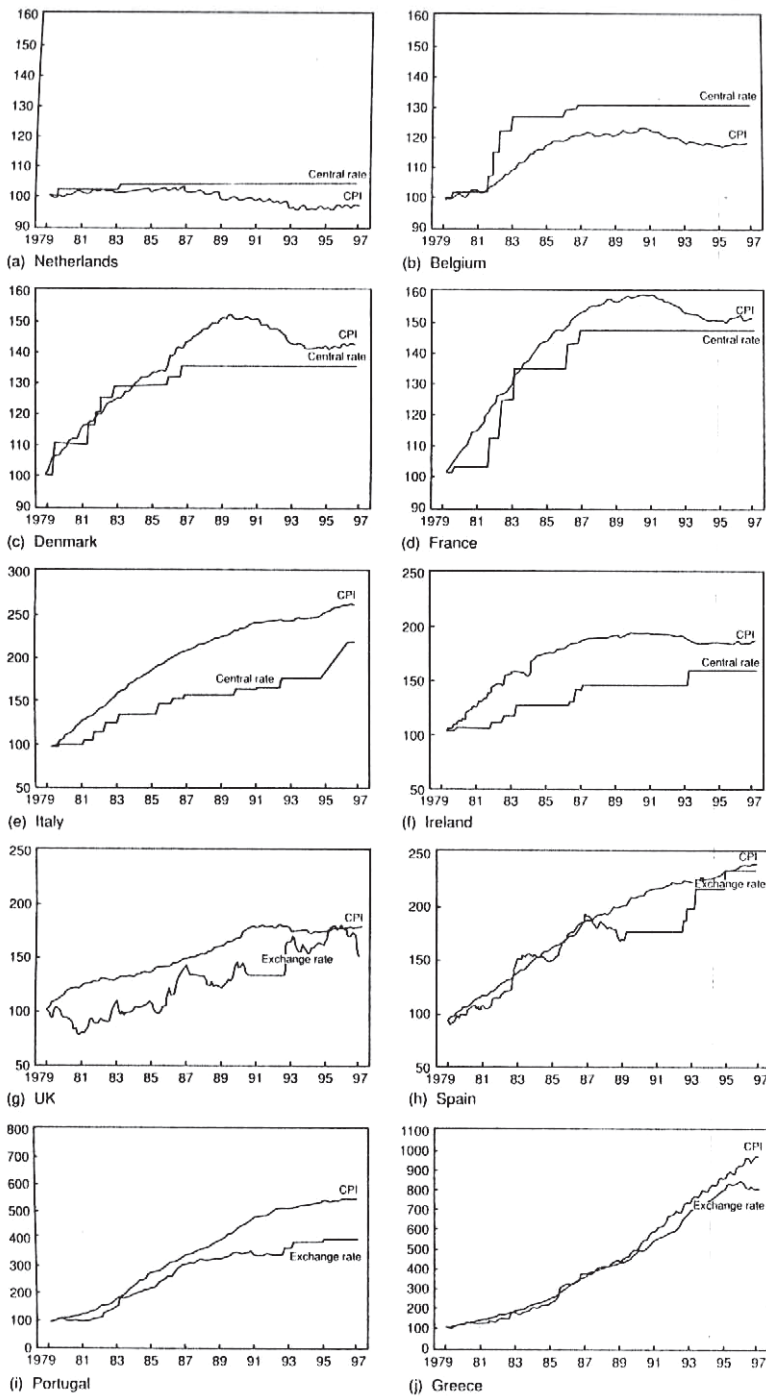 160
150
140
130
120
110
100
90
Central rate
CPI
1979 81 83 85 87 89 91 93 95 97
(a) Netherlands
160
150
140
130
120
110
100
90
Central rate
CPI
1979 81 83 85 87 89 91 93 95 97
(b) Belgium
160
150
140
130
120
110
100
90
CPI
Central rate
1979 81 83 85 87 89 91 93 95 97
(c) Denmark
160
150
140
130
120
110
100
90
CPI
Central rate
1979 81 83 85 87 89 91 93 95 97
(d) France
300
250
200
150
100
50
CPI
Central rate
1979 81 83 85 87 89 91 93 95 97
(e) Italy
250
200
150
100
50
CPI
Central rate
1979 81 83 85 87 89 91 93 95 97
(f) Ireland
250
200
150
100
50
CPI
Exchange rate
1979 81 83 85 87 89 91 93 95 97
(g) UK
250
200
150
100
50
CPI
Exchange rate
1979 81 83 85 87 89 91 93 95 97
(h) Spain
800
700
600
500
400
300
200
100
0
CPI
Exchange rate
1979 81 83 85 87 89 91 93 95 97
(i) Portugal
1100
1000
900
800
700
600
500
400
300
200
100
0
CPI
Exchange rate
1979 81 83 85 87 89 91 93 95 97
(j) Greece